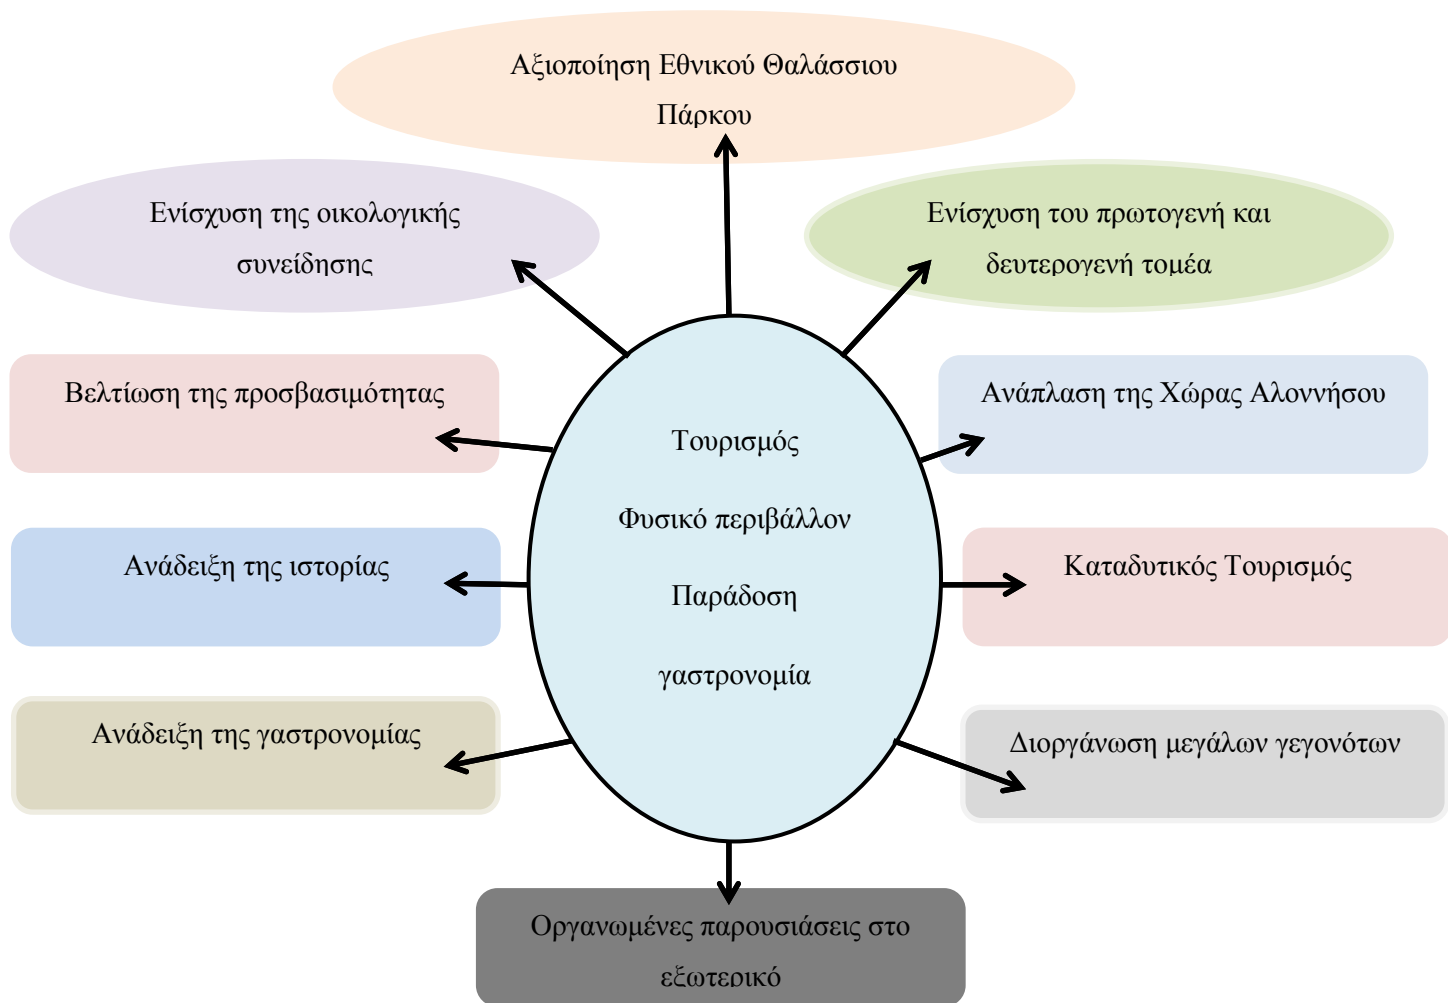 Αξιοποίηση Εθνικού Θαλάσσιου
Πάρκου
Ενίσχυση της οικολογικής
συνείδησης
Ενίσχυση του πρωτογενή και
δευτερογενή τομέα
Βελτίωση της προσβασιμότητας
Ανάπλαση της Χώρας Αλοννήσου
Τουρισμός
Φυσικό περιβάλλον
Παράδοση
γαστρονομία
Ανάδειξη της ιστορίας
Καταδυτικός Τουρισμός
Ανάδειξη της γαστρονομίας
Διοργάνωση μεγάλων γεγονότων
Οργανωμένες παρουσιάσεις στο
εξωτερικό